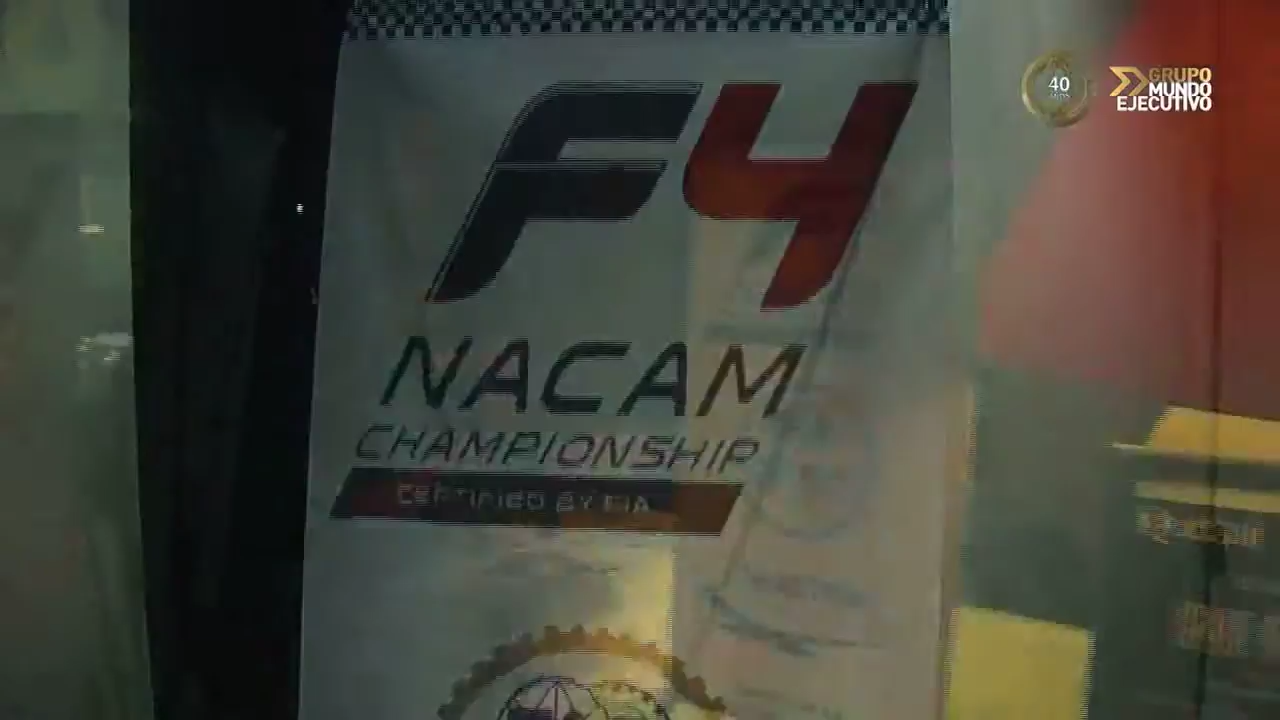 F4
NACAM
CHAMPIONSHIP
CERTIFIED BY FIA
40
GRUPO
MUNDO
EJECUTIVO